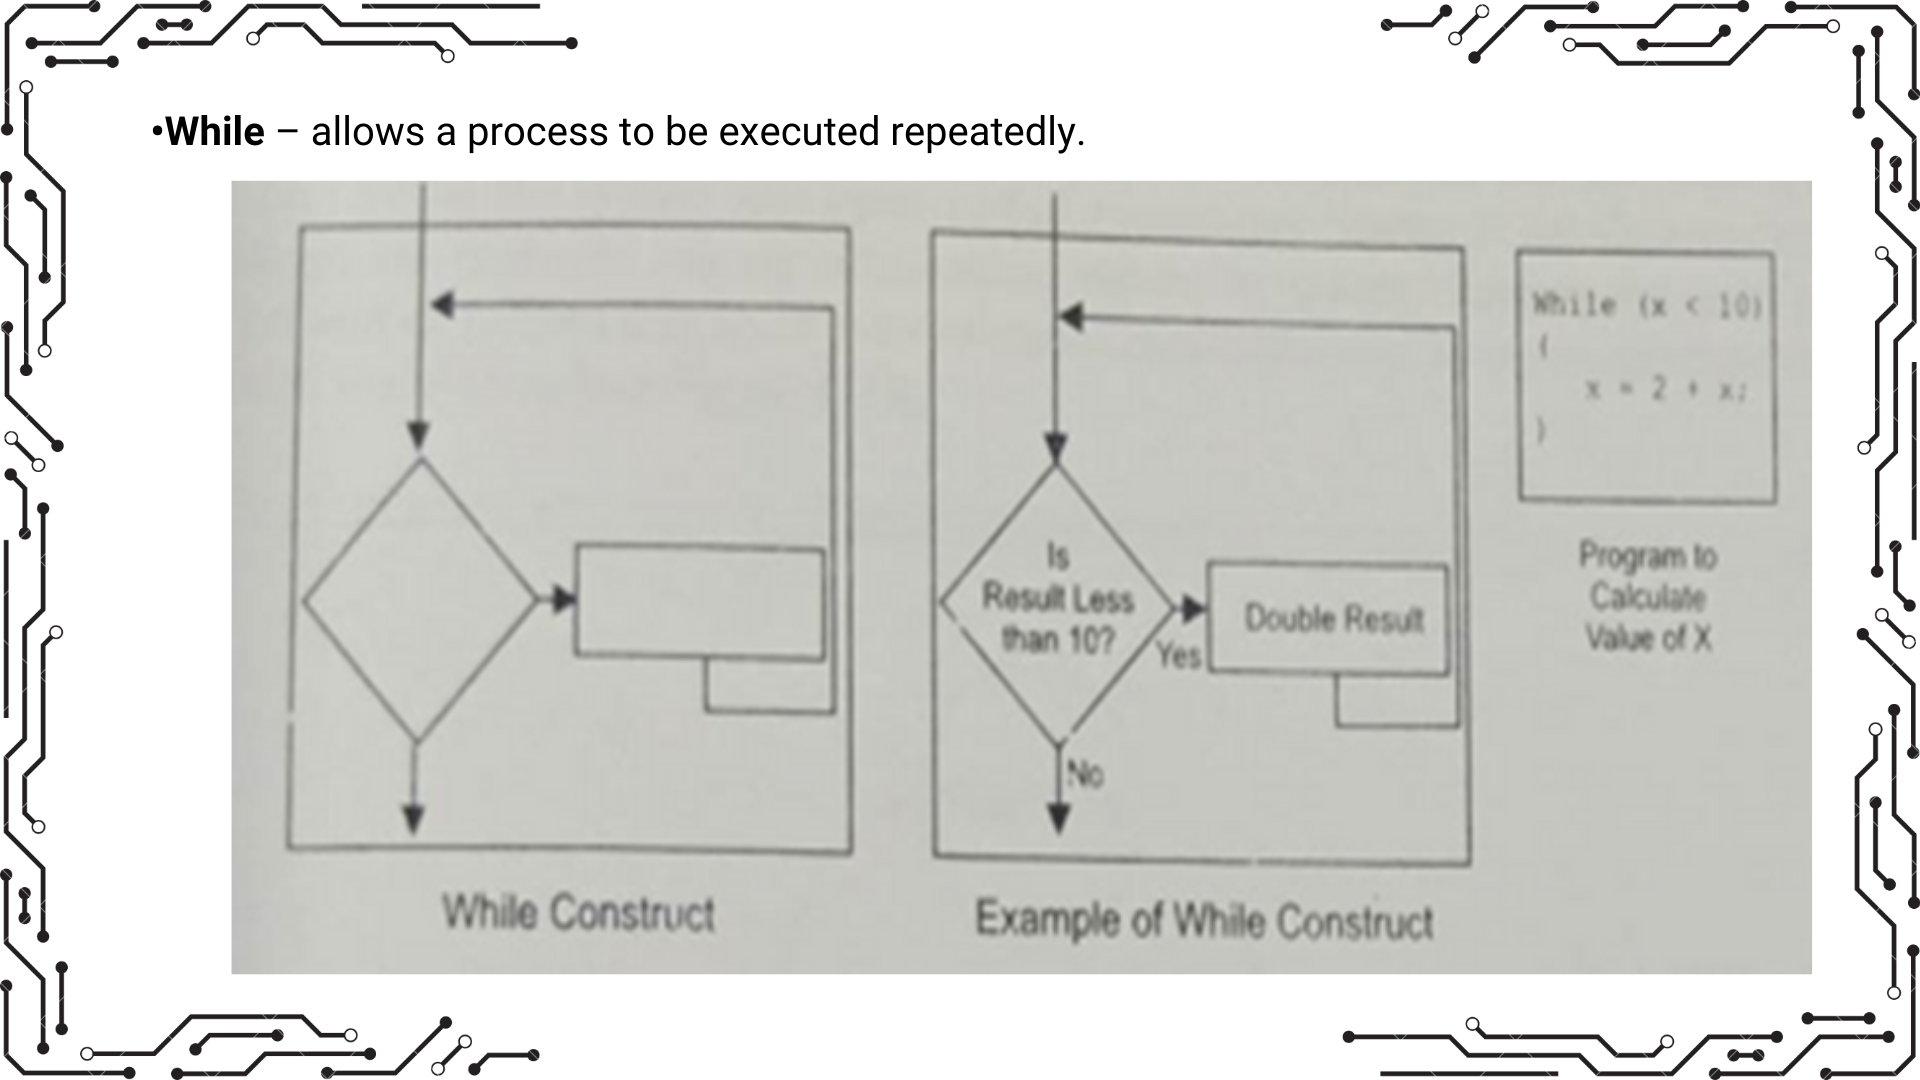 •While – allows a process to be executed repeatedly.
While (x < 10)
{
x = 2 + x;
}
Is
Result Less
than 10?
Yes
Double Result
No
Program to
Calculate
Value of X
While Construct
Example of While Construct